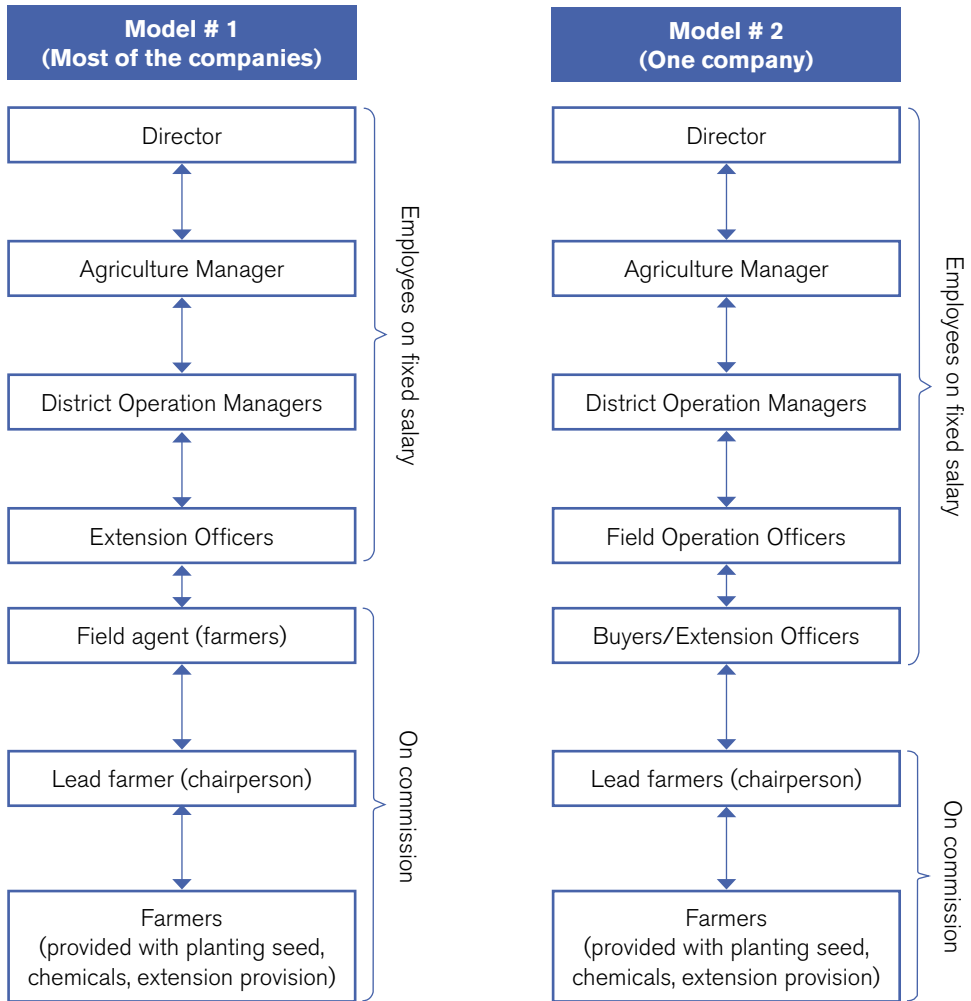 Model # 1
(Most of the companies)
Director
Agriculture Manager
District Operation Managers
Extension Officers
Field agent (farmers)
Lead farmer (chairperson)
Farmers
(provided with planting seed,
chemicals, extension provision)
Employees on fixed salary
On commission
Model # 2
(One company)
Director
Agriculture Manager
District Operation Managers
Field Operation Officers
Buyers/Extension Officers
Lead farmers (chairperson)
Farmers
(provided with planting seed,
chemicals, extension provision)
Employees on fixed salary
On commission